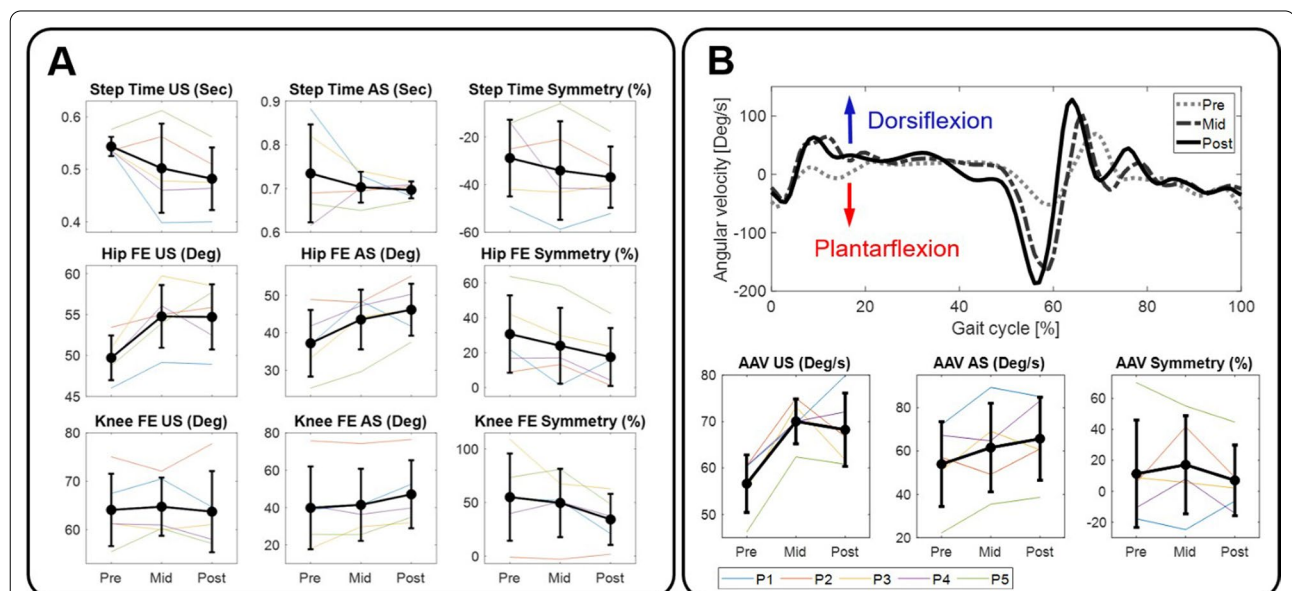 A
Step Time US (Sec)
Step Time AS (Sec)
Step Time Symmetry (%)
0.6
0.5
0.4
0.9
0.8
0.7
0.6
-20
-40
-60
Hip FE US (Deg)
Hip FE AS (Deg)
Hip FE Symmetry (%)
60
55
50
45
50
40
30
60
40
20
0
Knee FE US (Deg)
Knee FE AS (Deg)
Knee FE Symmetry (%)
80
70
60
80
60
40
20
100
50
0
Pre Mid Post
Pre Mid Post
Pre Mid Post
B
Angular velocity [Deg/s]
100
0
-100
-200
Dorsiflexion
Plantarflexion
Pre
Mid
Post
0 20 40 60 80 100
Gait cycle [%]
AAV US (Deg/s)
AAV AS (Deg/s)
AAV Symmetry (%)
80
70
60
50
80
60
40
20
60
40
20
0
-20
Pre Mid Post
Pre Mid Post
Pre Mid Post
P1 P2 P3 P4 P5